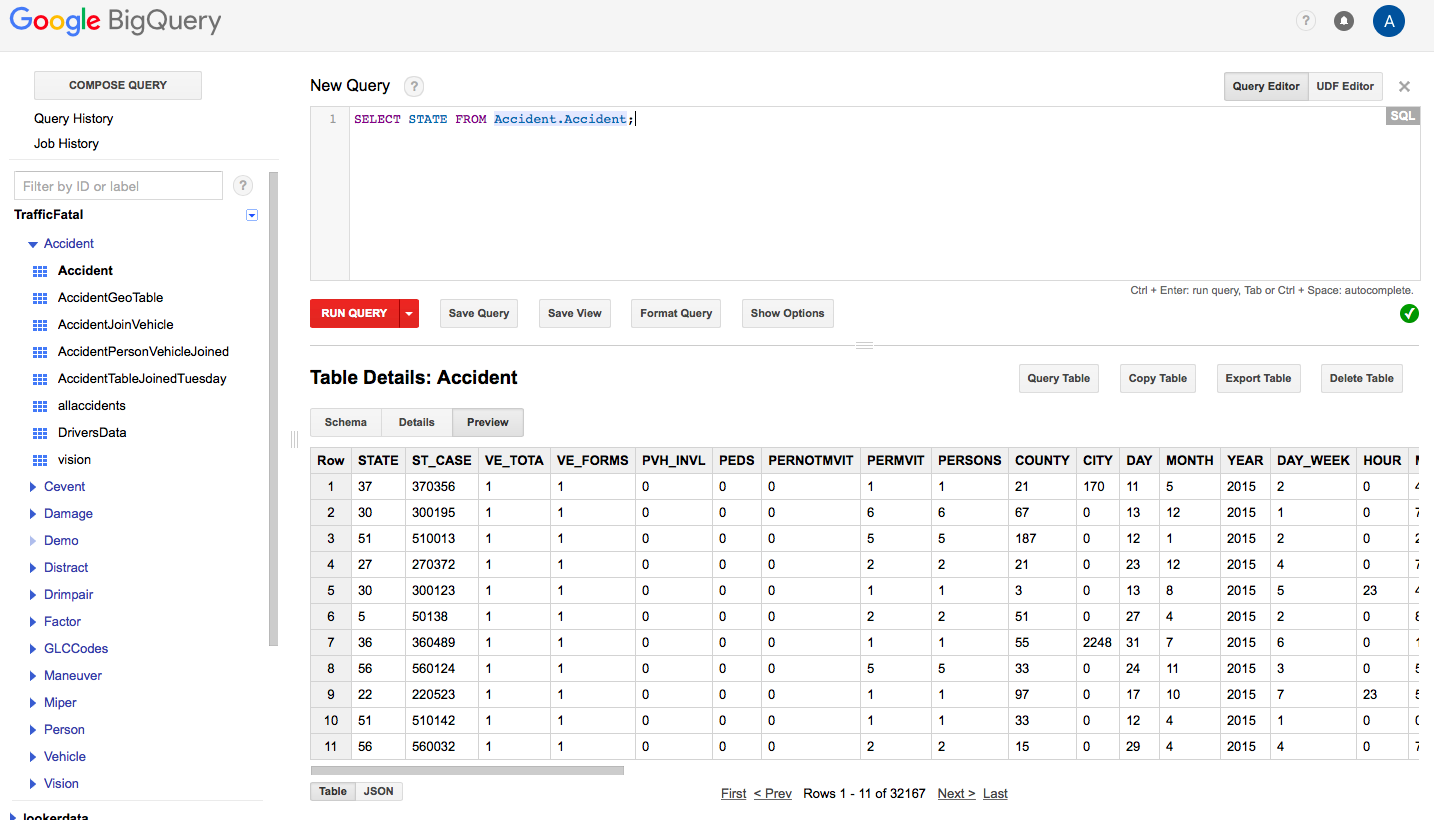 Google BigQuery
?
A
COMPOSE QUERY
Query History
Job History
Filter by ID or label
?
TrafficFatal
Accident
Accident
AccidentGeoTable
AccidentJoinVehicle
AccidentPersonVehicleJoined
AccidentTableJoinedTuesday
allaccidents
DriversData
vision
Cevent
Damage
Demo
Distract
Drimpair
Factor
GLCCodes
Maneuver
Miper
Person
Vehicle
Vision
lookerdata
New Query ?
Query Editor UDF Editor ×
1 SELECT STATE FROM Accident.Accident;
SQL
Ctrl + Enter: run query, Tab or Ctrl + Space: autocomplete.
RUN QUERY Save Query Save View Format Query Show Options
Table Details: Accident
Query Table Copy Table Export Table Delete Table
Schema Details Preview
Row STATE ST_CASE VE_TOTA VE_FORMS PVH_INVL PEDS PERNOTMVIT PERMVIT PERSONS COUNTY CITY DAY MONTH YEAR DAY_WEEK HOUR
1 37 370356 1 1 0 0 0 1 1 21 170 11 5 2015 2 0
2 30 300195 1 1 0 0 0 6 6 67 0 13 12 2015 1 0
3 51 510013 1 1 0 0 0 5 5 187 0 12 1 2015 2 0
4 27 270372 1 1 0 0 0 2 2 21 0 23 12 2015 4 0
5 30 300123 1 1 0 0 0 1 1 3 0 13 8 2015 5 23
6 5 50138 1 1 0 0 0 2 2 51 0 27 4 2015 2 0
7 36 360489 1 1 0 0 0 1 1 55 2248 31 7 2015 6 0
8 56 560124 1 1 0 0 0 5 5 33 0 24 11 2015 3 0
9 22 220523 1 1 0 0 0 1 1 97 0 17 10 2015 7 23
10 51 510142 1 1 0 0 0 1 1 33 0 12 4 2015 1 0
11 56 560032 1 1 0 0 0 2 2 15 0 29 4 2015 4 0
Table JSON
First < Prev Rows 1 - 11 of 32167 Next > Last